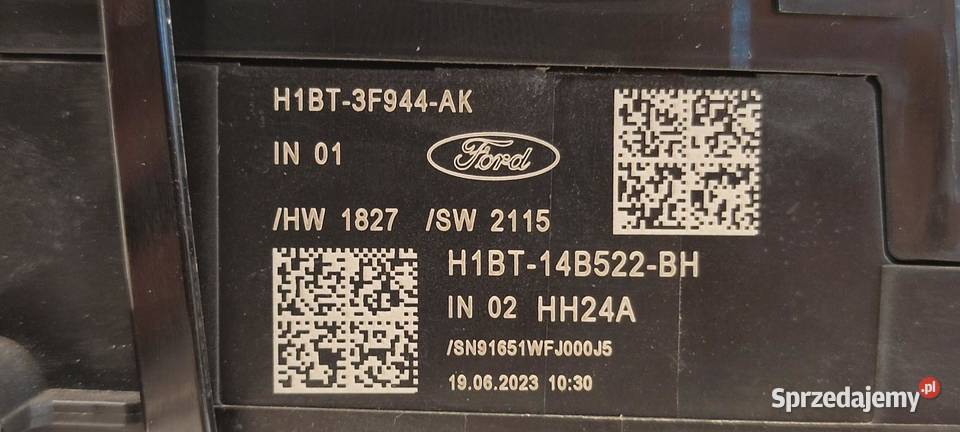 H1BT-3F944-AK
IN 01
Ford
/HW 1827 /SW 2115
H1BT-14B522-BH
IN 02 HH24A
/SN91651WFJ000J5
19.06.2023 10:30
Sprzedajemy.pl